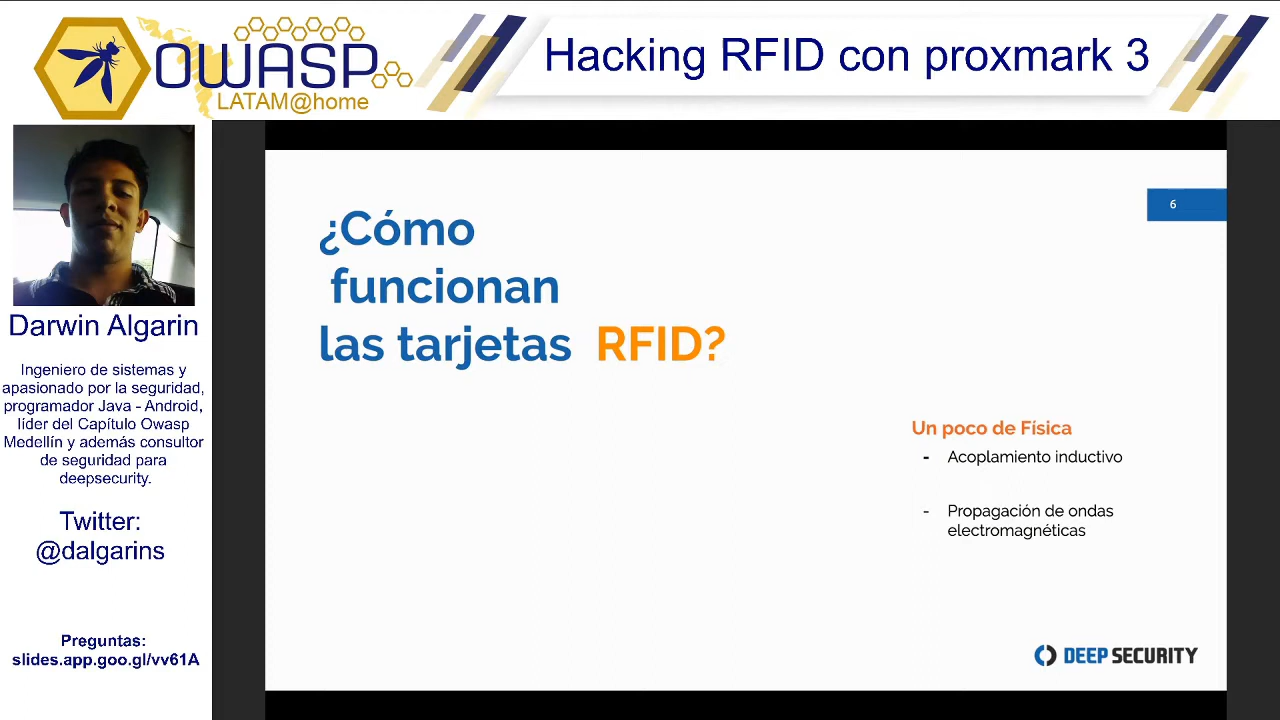 OWASP
LATAM@home
Hacking RFID con proxmark 3
Darwin Algarin
Ingeniero de sistemas y
apasionado por la seguridad,
programador Java - Android,
líder del Capítulo Owasp
Medellín y además consultor
de seguridad para
deepsecurity.
Twitter:
@dalgarins
Preguntas:
slides.app.goo.gl/vv61A
6
¿Cómo
funcionan
las tarjetas RFID?
Un poco de Física
- Acoplamiento inductivo
- Propagación de ondas
electromagnéticas
DEEP SECURITY